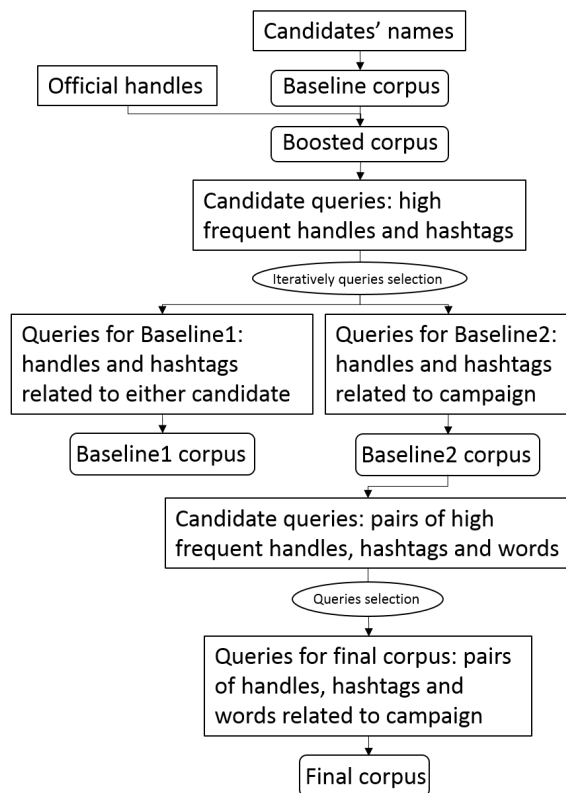 Candidates’ names
Official handles
Baseline corpus
Boosted corpus
Candidate queries: high
frequent handles and hashtags
Iteratively queries selection
Queries for Baseline1:
handles and hashtags
related to either candidate
Queries for Baseline2:
handles and hashtags
related to campaign
Baseline1 corpus
Baseline2 corpus
Candidate queries: pairs of high
frequent handles, hashtags and words
Queries selection
Queries for final corpus: pairs
of handles, hashtags and
words related to campaign
Final corpus